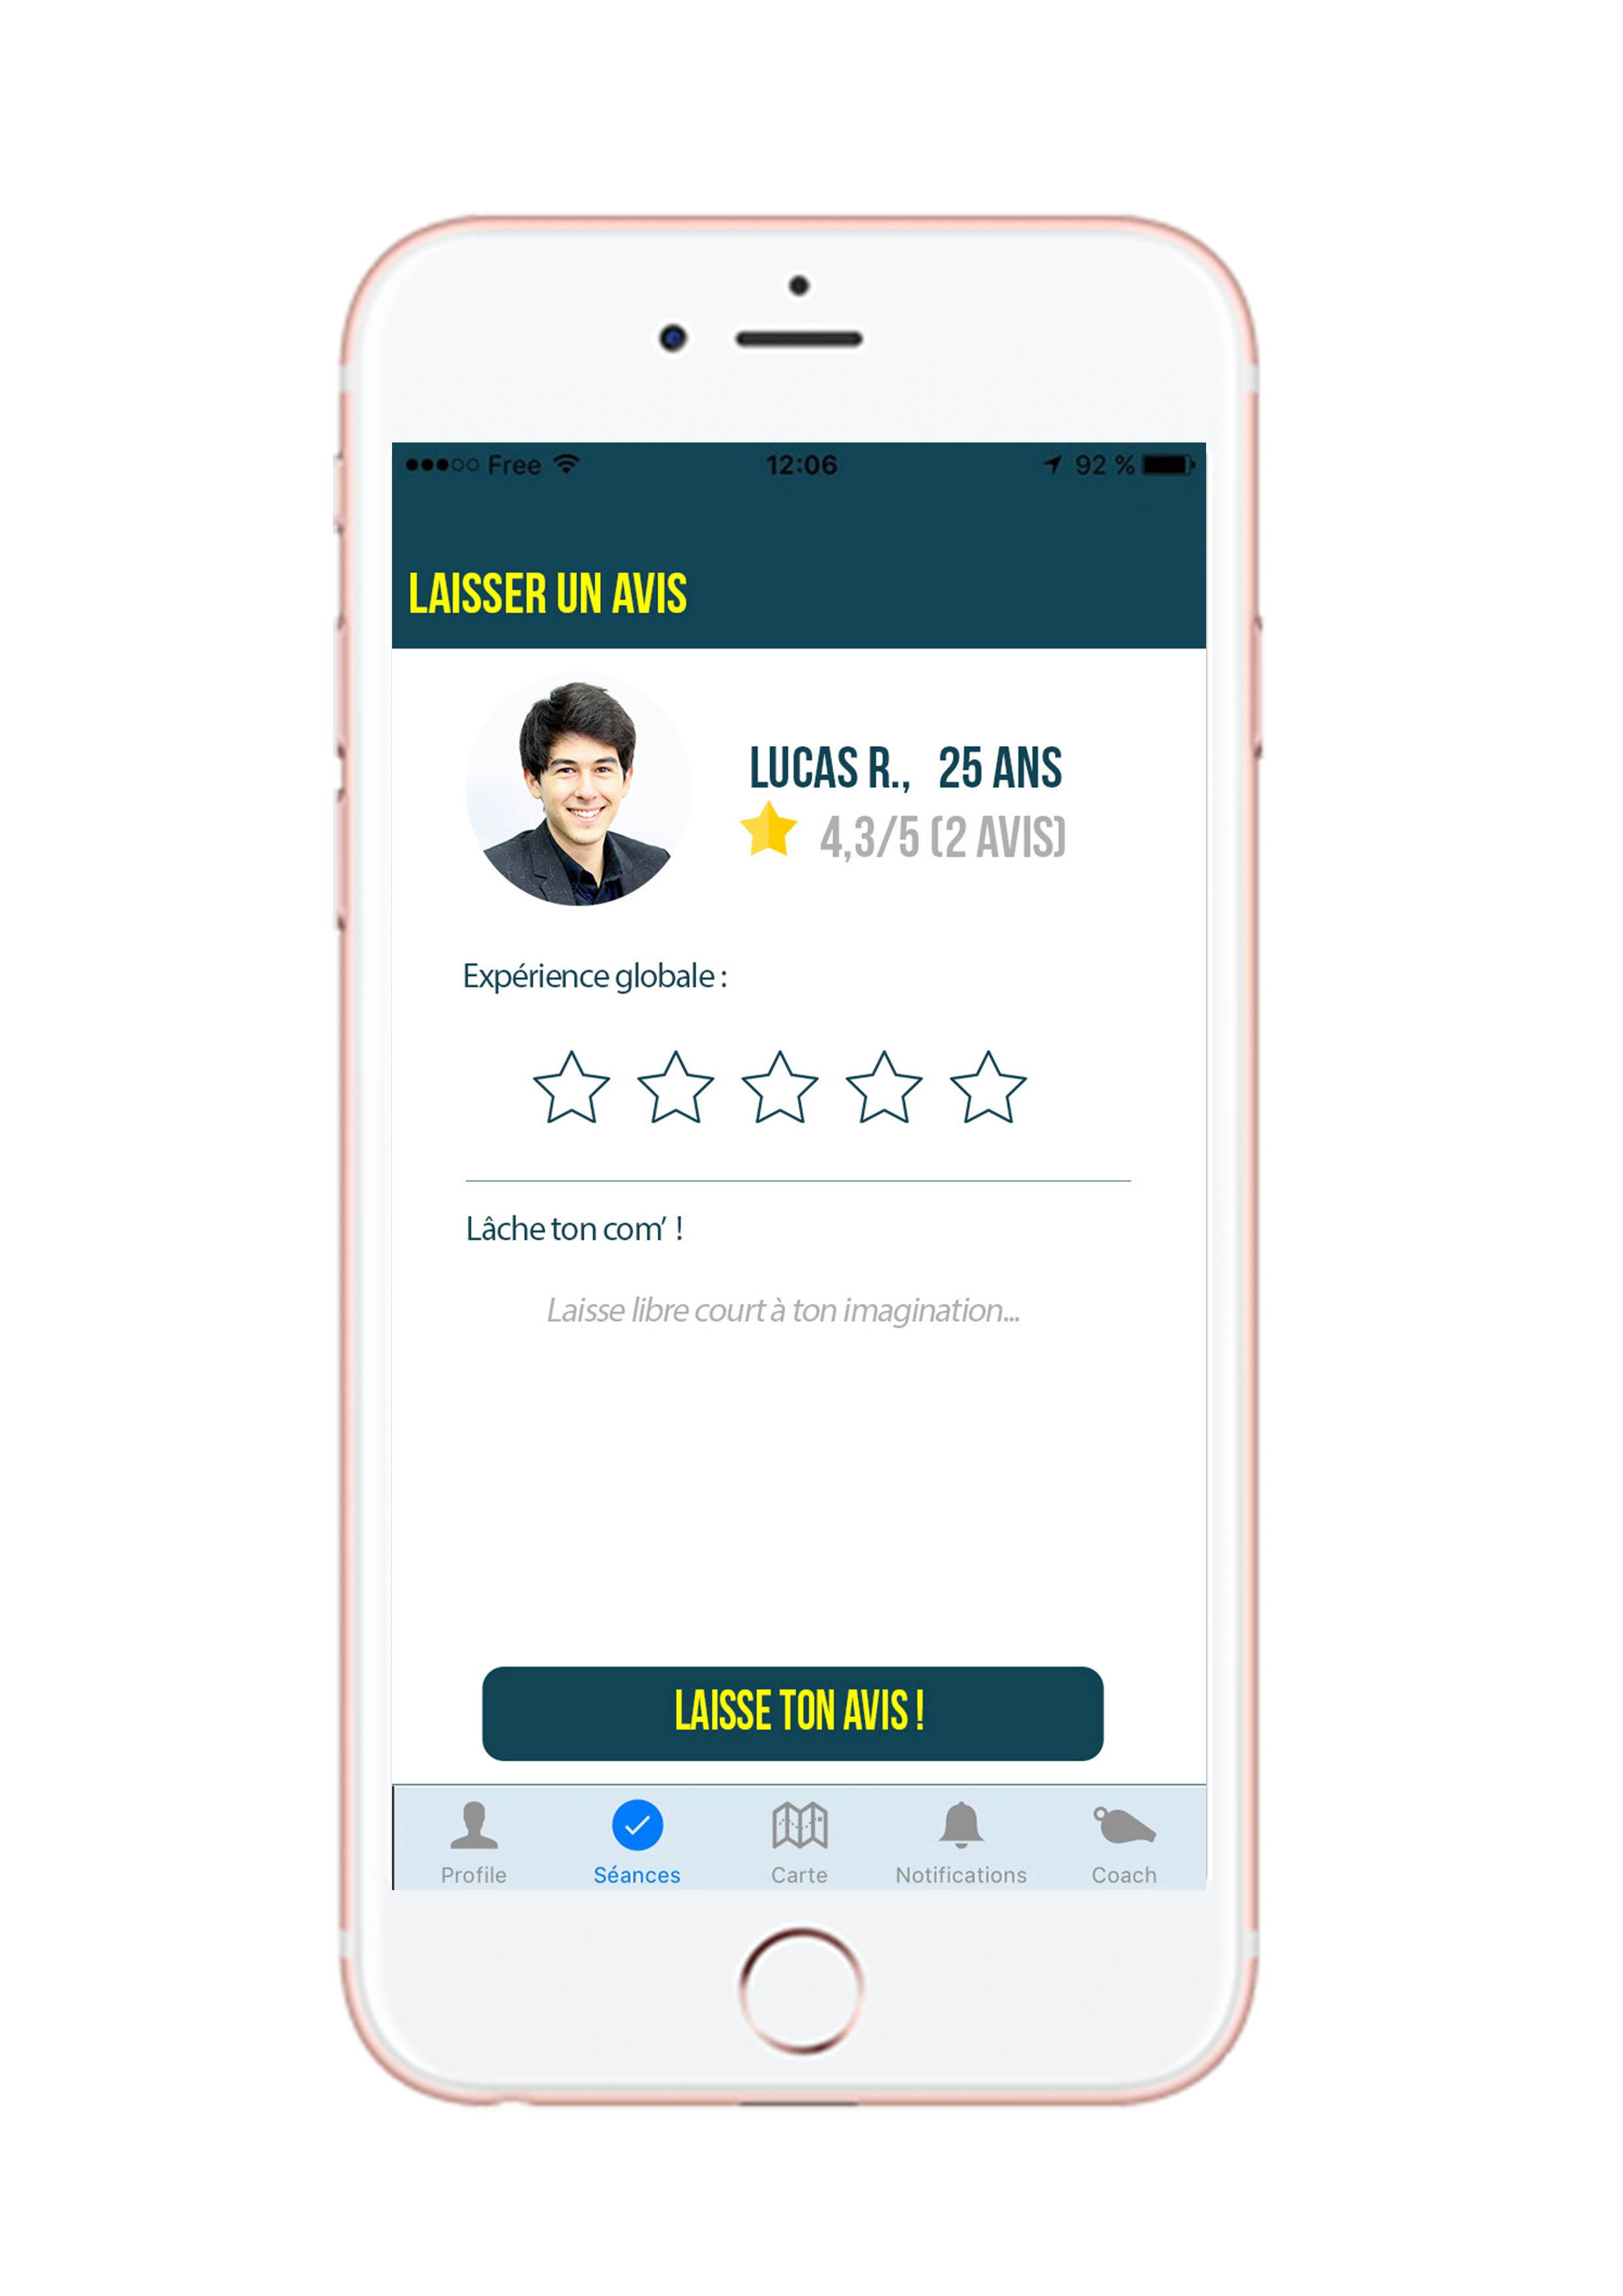 Free 12:06 92 %
LAISSER UN AVIS
LUCAS R., 25 ANS
4,3/5 (2 AVIS)
Expérience globale :
Lâche ton com’ !
Laisse libre court à ton imagination...
LAISSE TON AVIS !
Profile Séances Carte Notifications Coach